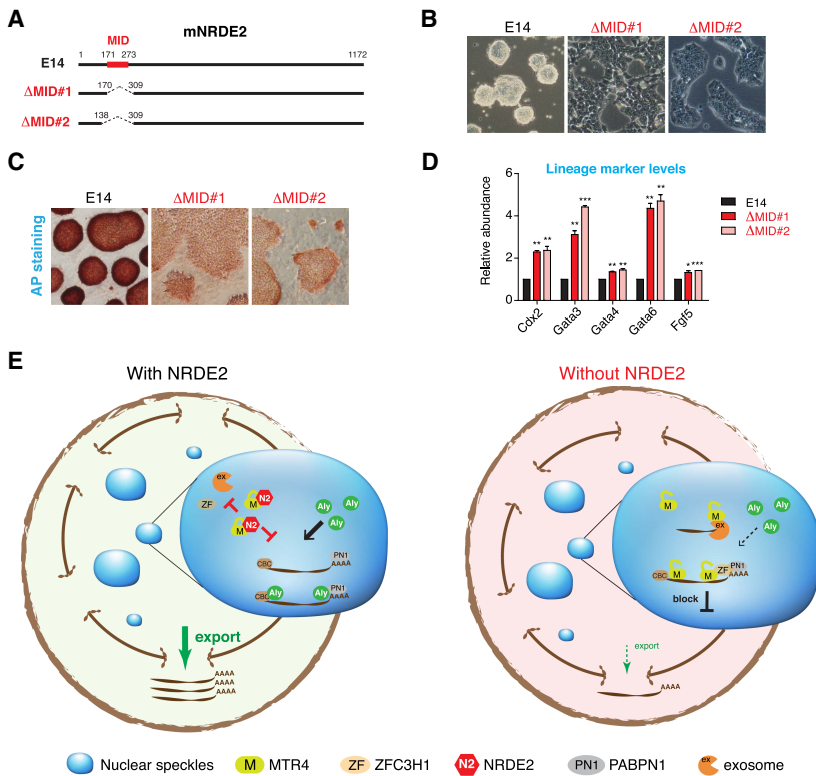 A
mNRDE2
MID
1 171 273 1172
E14
170 309
ΔMID#1
138 309
ΔMID#2
B
E14 ΔMID#1 ΔMID#2
C
E14 ΔMID#1 ΔMID#2
AP staining
D
Lineage marker levels
Relative abundance
6
4
2
0
** **
** ***
** **
** **
* ***
Cdx2 Gata3 Gata4 Gata6 Fgf5
E14
ΔMID#1
ΔMID#2
E
With NRDE2
ex
ZF
M N2
M N2
Aly Aly
Aly
CBC PN1
AAAA
CBC Aly Aly PN1
AAAA
export
AAAA
AAAA
AAAA
Without NRDE2
M
M
ex
Aly Aly
Aly
CBC M M ZF PN1
AAAA
block
export
AAAA
Nuclear speckles
M MTR4
ZF ZFC3H1
N2 NRDE2
PN1 PABPN1
ex exosome